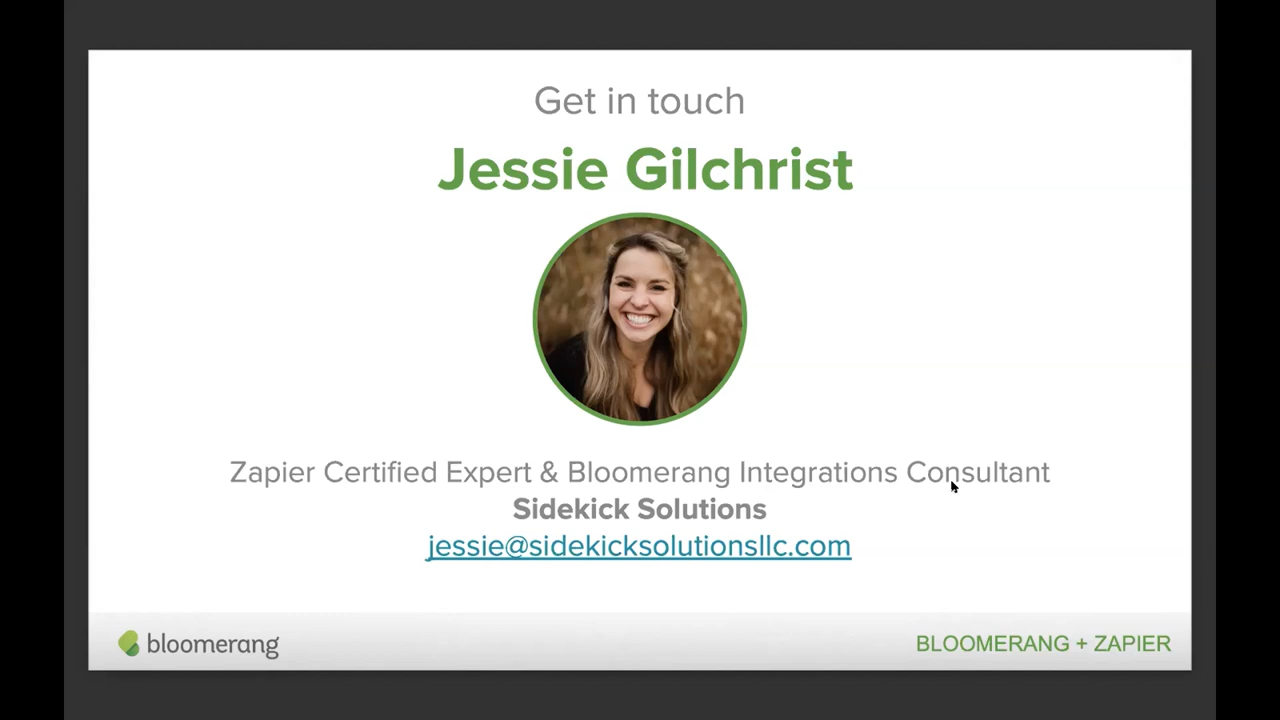 Get in touch
Jessie Gilchrist
Zapier Certified Expert & Bloomerang Integrations Consultant
Sidekick Solutions
jessie@sidekicksolutionsllc.com
bloomerang
BLOOMERANG + ZAPIER